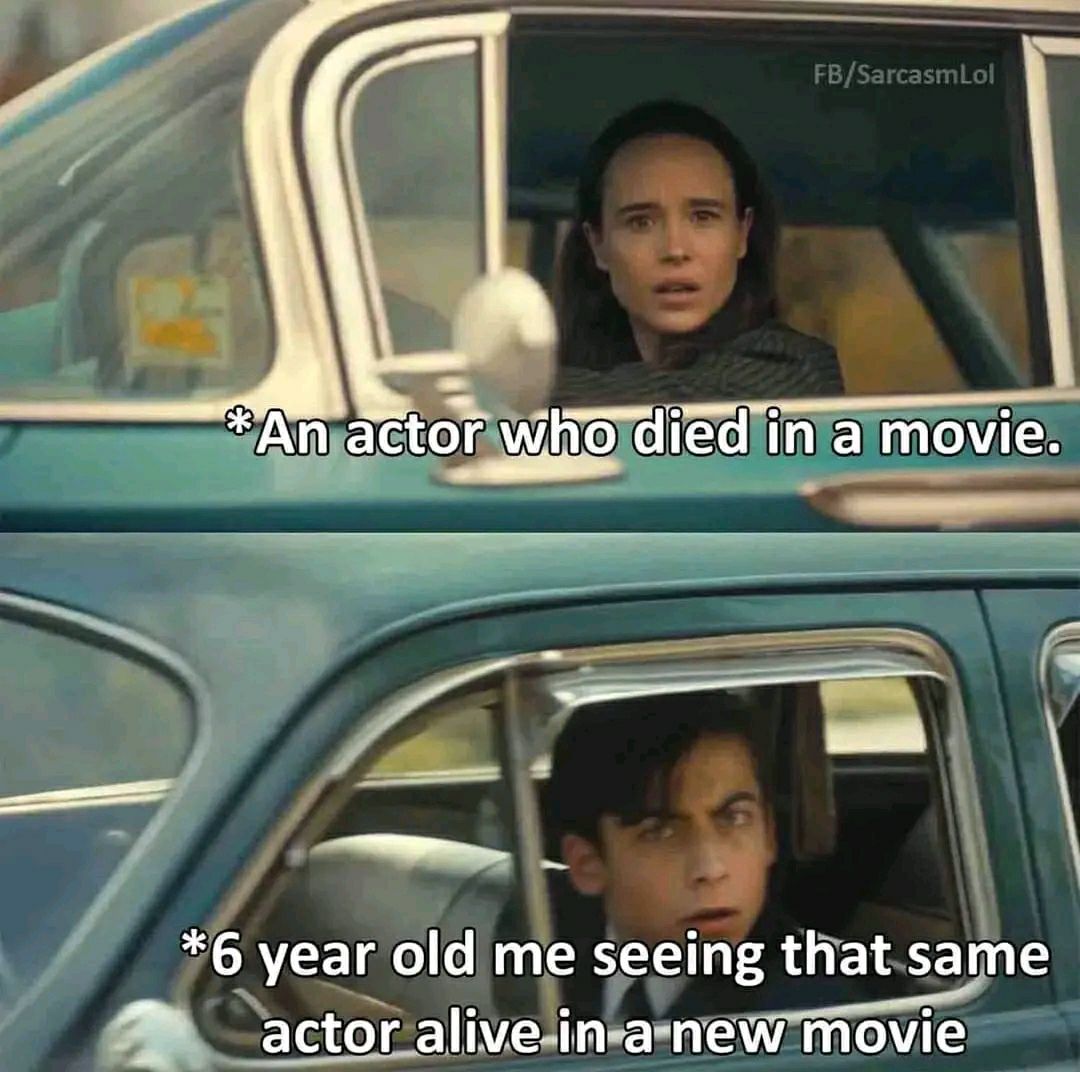 FB/SarcasmLol
*An actor who died in a movie.
*6 year old me seeing that same
actor alive in a new movie